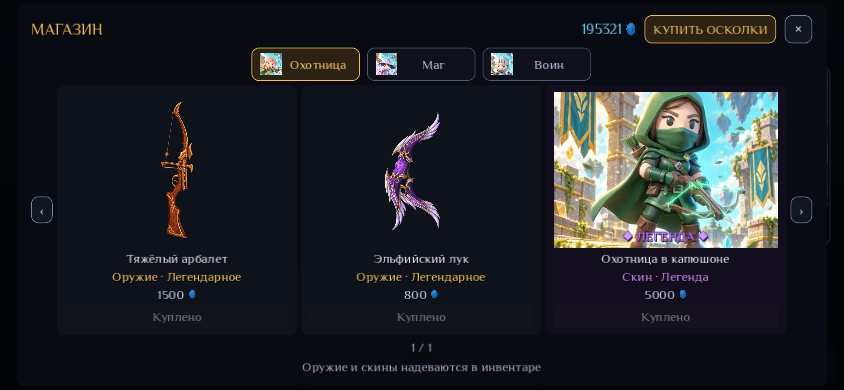 МАГАЗИН
195321
КУПИТЬ ОСКОЛКИ
×
Охотница
Маг
Воин
‹
›
ЛЕГЕНДА
Тяжёлый арбалет
Оружие · Легендарное
1500
Куплено
Эльфийский лук
Оружие · Легендарное
800
Куплено
Охотница в капюшоне
Скин · Легенда
5000
Куплено
1 / 1
Оружие и скины надеваются в инвентаре